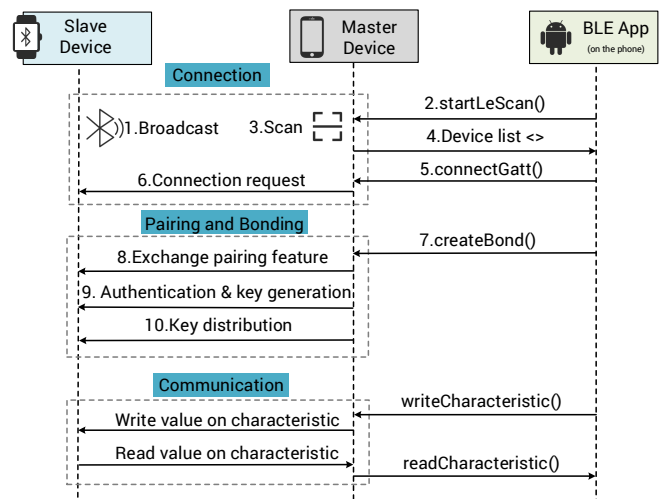 Slave
Device
Master
Device
BLE App
(on the phone)
Connection
2.startLeScan()
1.Broadcast
3.Scan
4.Device list <>
5.connectGatt()
6.Connection request
Pairing and Bonding
7.createBond()
8.Exchange pairing feature
9. Authentication & key generation
10.Key distribution
Communication
writeCharacteristic()
Write value on characteristic
Read value on characteristic
readCharacteristic()